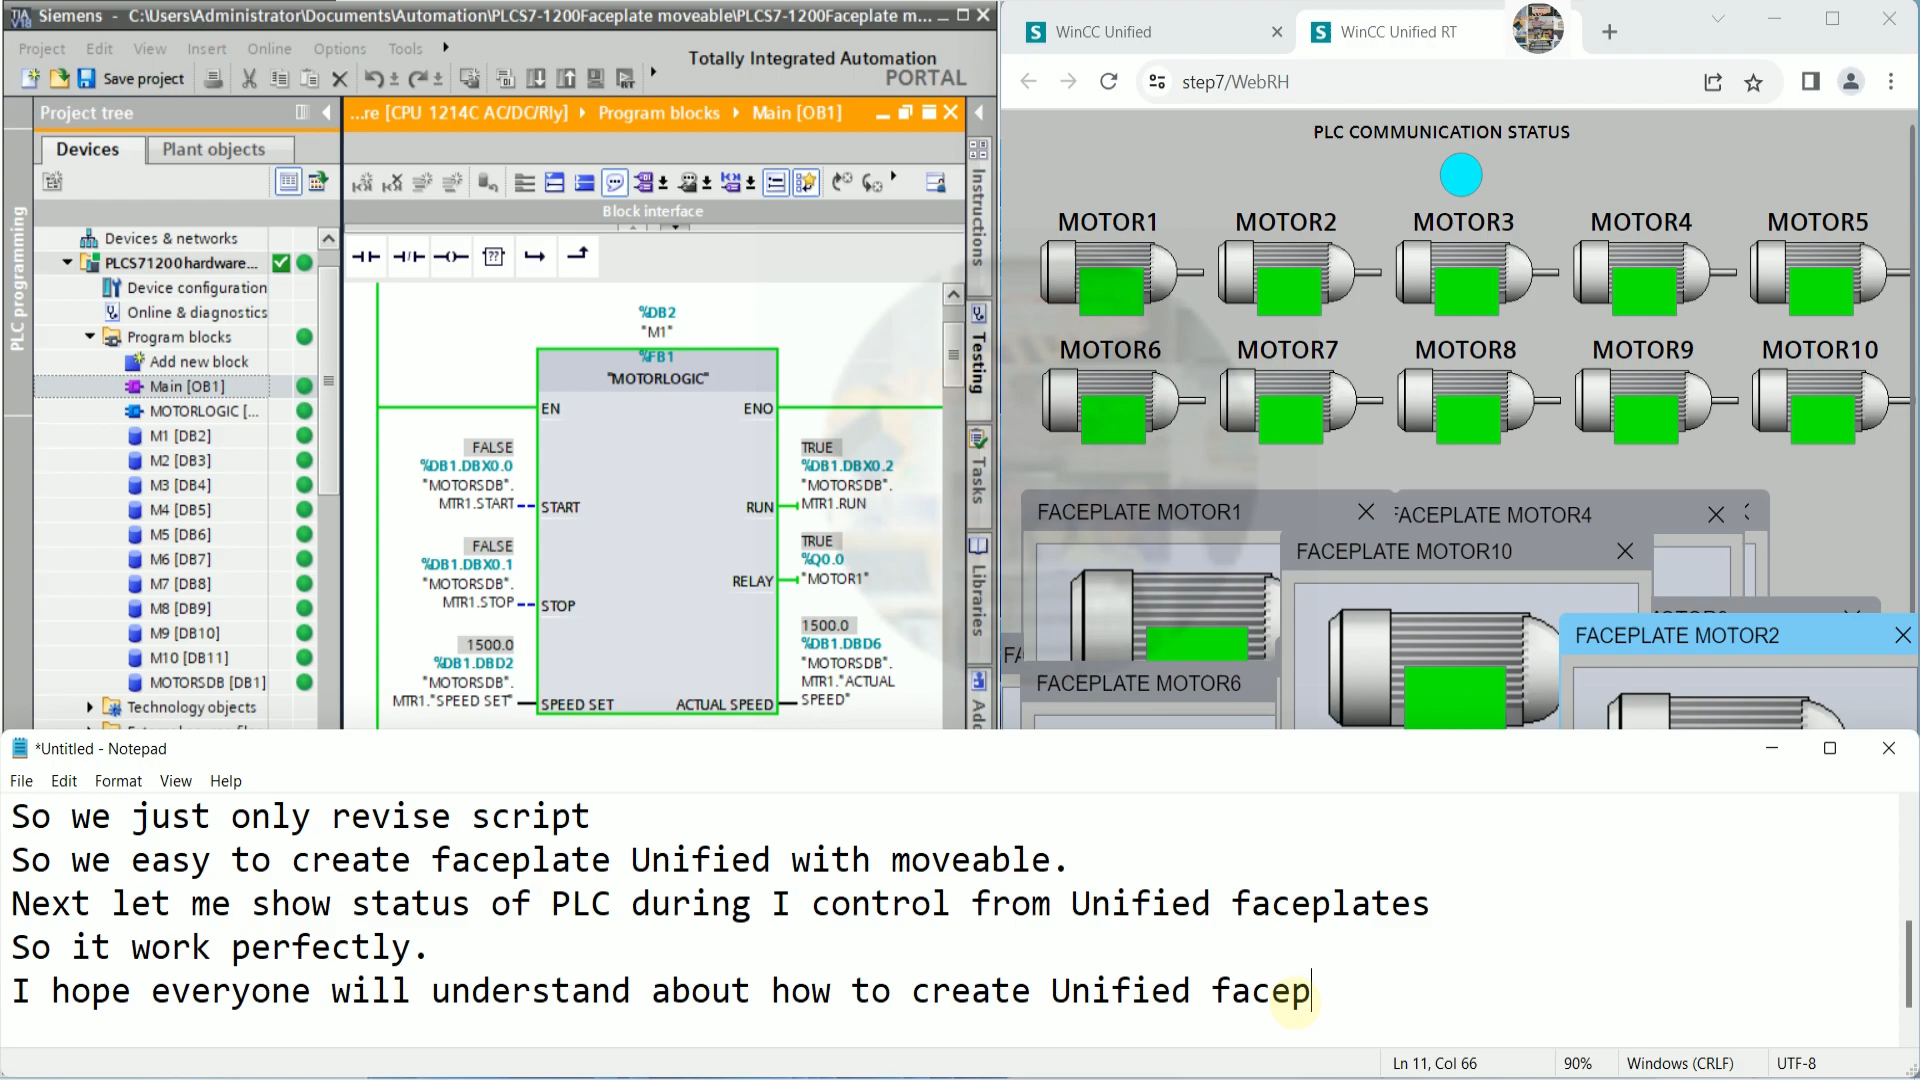 Siemens - C:\Users\Administrator\Documents\Automation\PLCS7-1200Faceplate moveable\PLCS7-1200Faceplate m...
Project Edit View Insert Online Options Tools
Totally Integrated Automation
PORTAL
Save project
Project tree
...re [CPU 1214C AC/DC/Rly] Program blocks Main [OB1]
Devices Plant objects
PLC programming
Block interface
Devices & networks
PLCS71200hardware...
Device configuration
Online & diagnostics
Program blocks
Add new block
Main [OB1]
MOTORLOGIC [...
M1 [DB2]
M2 [DB3]
M3 [DB4]
M4 [DB5]
M5 [DB6]
M6 [DB7]
M7 [DB8]
M8 [DB9]
M9 [DB10]
M10 [DB11]
MOTORSDB [DB1]
Technology objects
??
%DB2
"M1"
%FB1
"MOTORLOGIC"
EN ENO
FALSE
%DB1.DBX0.0
"MOTORSDB".
MTR1.START
START
FALSE
%DB1.DBX0.1
"MOTORSDB".
MTR1.STOP
STOP
1500.0
%DB1.DBD2
"MOTORSDB".
MTR1."SPEED SET"
SPEED SET
TRUE
%DB1.DBX0.2
"MOTORSDB".
MTR1.RUN
RUN
TRUE
%Q0.0
"MOTOR1"
RELAY
1500.0
%DB1.DBD6
"MOTORSDB".
MTR1."ACTUAL
SPEED"
ACTUAL SPEED
Instructions
Testing
Tasks
Libraries
Add
WinCC Unified
WinCC Unified RT
step7/WebRH
PLC COMMUNICATION STATUS
MOTOR1 MOTOR2 MOTOR3 MOTOR4 MOTOR5
MOTOR6 MOTOR7 MOTOR8 MOTOR9 MOTOR10
FACEPLATE MOTOR1
FACEPLATE MOTOR4
FACEPLATE MOTOR10
FACEPLATE MOTOR2
FA
FACEPLATE MOTOR6
*Untitled - Notepad
File Edit Format View Help
So we just only revise script
So we easy to create faceplate Unified with moveable.
Next let me show status of PLC during I control from Unified faceplates
So it work perfectly.
I hope everyone will understand about how to create Unified facep
Ln 11, Col 66 90% Windows (CRLF) UTF-8